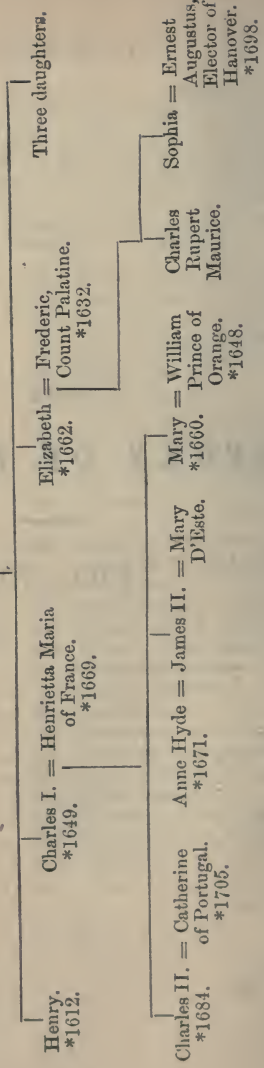 Henry.
*1612.
Charles I. = Henrietta Maria
*1649. of France.
*1669.
Elizabeth = Frederic,
*1662. Count Palatine.
*1632.
Three daughters.
Charles II. = Catherine
*1684. of Portugal.
*1705.
Anne Hyde = James II. = Mary
*1671. D'Este.
Mary = William
*1660. Prince of
Orange.
*1648.
Charles
Rupert
Maurice.
Sophia = Ernest
Augustus,
Elector of
Hanover.
*1698.